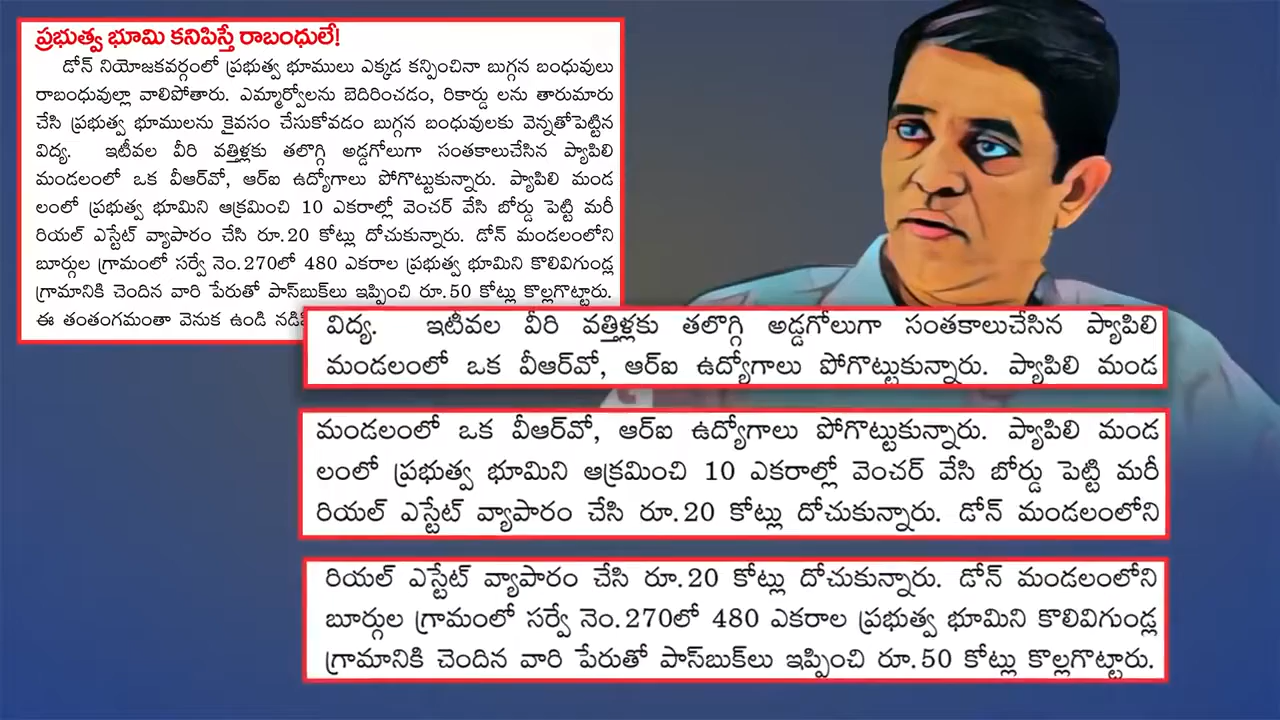 ప్రభుత్వ భూమి కనిపిస్తే రాబంధులే!
డోన్ నియోజకవర్గంలో ప్రభుత్వ భూములు ఎక్కడ కన్పించినా బుగ్గన బంధువులు
రాబంధువుల్లా వాలిపోతారు. ఎమ్మార్వోలను బెదిరించడం, రికార్డు లను తారుమారు
చేసి ప్రభుత్వ భూములను కైవసం చేసుకోవడం బుగ్గన బంధువులకు వెన్నతోపెట్టిన
విద్య. ఇటీవల వీరి వత్తిళ్లకు తలొగ్గి అడ్డగోలుగా సంతకాలుచేసిన ప్యాపిలి
మండలంలో ఒక వీఆర్‌వో, ఆర్ఐ ఉద్యోగాలు పోగొట్టుకున్నారు. ప్యాపిలి మండ
లంలో ప్రభుత్వ భూమిని ఆక్రమించి 10 ఎకరాల్లో వెంచర్ వేసి బోర్డు పెట్టి మరీ
రియల్ ఎస్టేట్ వ్యాపారం చేసి రూ.20 కోట్లు దోచుకున్నారు. డోన్ మండలంలోని
బూర్గుల గ్రామంలో సర్వే నెం.270లో 480 ఎకరాల ప్రభుత్వ భూమిని కొలివిగుండ్ల
గ్రామానికి చెందిన వారి పేరుతో పాస్‌బుక్‌లు ఇప్పించి రూ.50 కోట్లు కొల్లగొట్టారు.
ఈ తంతంగమంతా వెనుక ఉండి
విద్య. ఇటీవల వీరి వత్తిళ్లకు తలొగ్గి అడ్డగోలుగా సంతకాలుచేసిన ప్యాపిలి
మండలంలో ఒక వీఆర్‌వో, ఆర్ఐ ఉద్యోగాలు పోగొట్టుకున్నారు. ప్యాపిలి మండ
మండలంలో ఒక వీఆర్‌వో, ఆర్ఐ ఉద్యోగాలు పోగొట్టుకున్నారు. ప్యాపిలి మండ
లంలో ప్రభుత్వ భూమిని ఆక్రమించి 10 ఎకరాల్లో వెంచర్ వేసి బోర్డు పెట్టి మరీ
రియల్ ఎస్టేట్ వ్యాపారం చేసి రూ.20 కోట్లు దోచుకున్నారు. డోన్ మండలంలోని
రియల్ ఎస్టేట్ వ్యాపారం చేసి రూ.20 కోట్లు దోచుకున్నారు. డోన్ మండలంలోని
బూర్గుల గ్రామంలో సర్వే నెం.270లో 480 ఎకరాల ప్రభుత్వ భూమిని కొలివిగుండ్ల
గ్రామానికి చెందిన వారి పేరుతో పాస్‌బుక్‌లు ఇప్పించి రూ.50 కోట్లు కొల్లగొట్టారు.